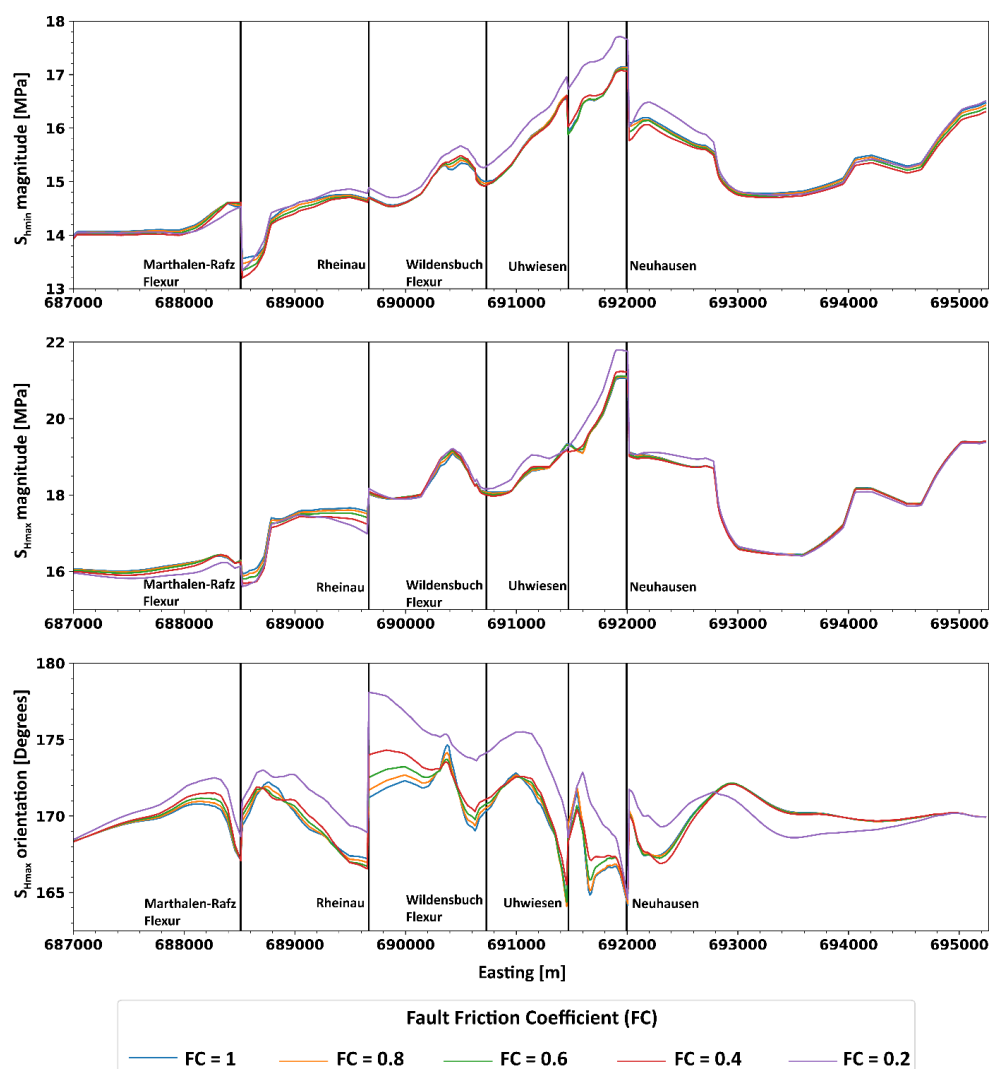 18
17
16
15
14
13
S_hmin magnitude [MPa]
Marthalen-Rafz
Flexur
Rheinau
Wildensbuch
Flexur
Uhwiesen
Neuhausen
687000 688000 689000 690000 691000 692000 693000 694000 695000
22
20
18
16
S_Hmax magnitude [MPa]
Marthalen-Rafz
Flexur
Rheinau
Wildensbuch
Flexur
Uhwiesen
Neuhausen
687000 688000 689000 690000 691000 692000 693000 694000 695000
180
175
170
165
S_Hmax orientation [Degrees]
Marthalen-Rafz
Flexur
Rheinau
Wildensbuch
Flexur
Uhwiesen
Neuhausen
687000 688000 689000 690000 691000 692000 693000 694000 695000
Easting [m]
Fault Friction Coefficient (FC)
FC = 1 FC = 0.8 FC = 0.6 FC = 0.4 FC = 0.2